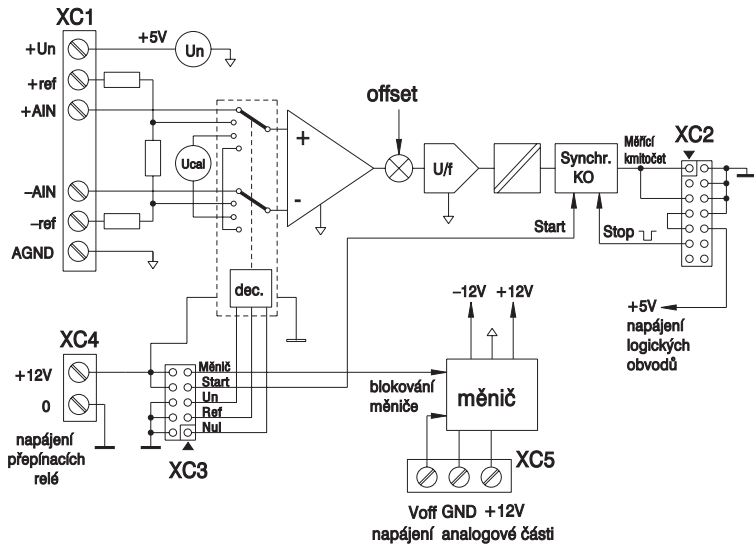 XC1
+Un
+5V
Un
+ref
+AIN
Ucal
−AIN
−ref
AGND
+
-
offset
U/f
Synchr.
KO
Měřící
kmitočet
XC2
Start
Stop
+5V
napájení
logických
obvodů
dec.
XC4
+12V
0
napájení
přepínacích
relé
Měnič
Start
Un
Ref
Nul
XC3
−12V
+12V
blokování
měniče
měnič
XC5
Voff GND +12V
napájení analogové části